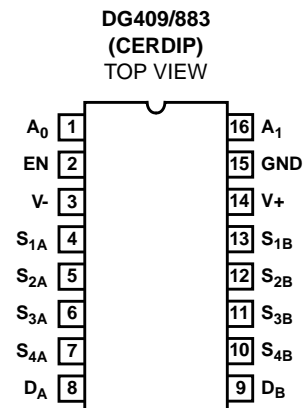 DG409/883
(CERDIP)
TOP VIEW
A0 1 16 A1
EN 2 15 GND
V- 3 14 V+
S1A 4 13 S1B
S2A 5 12 S2B
S3A 6 11 S3B
S4A 7 10 S4B
DA 8 9 DB